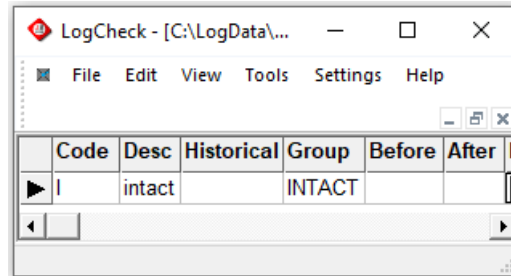 LogCheck - [C:\LogData\...
File Edit View Tools Settings Help
Code Desc Historical Group Before After
I intact INTACT